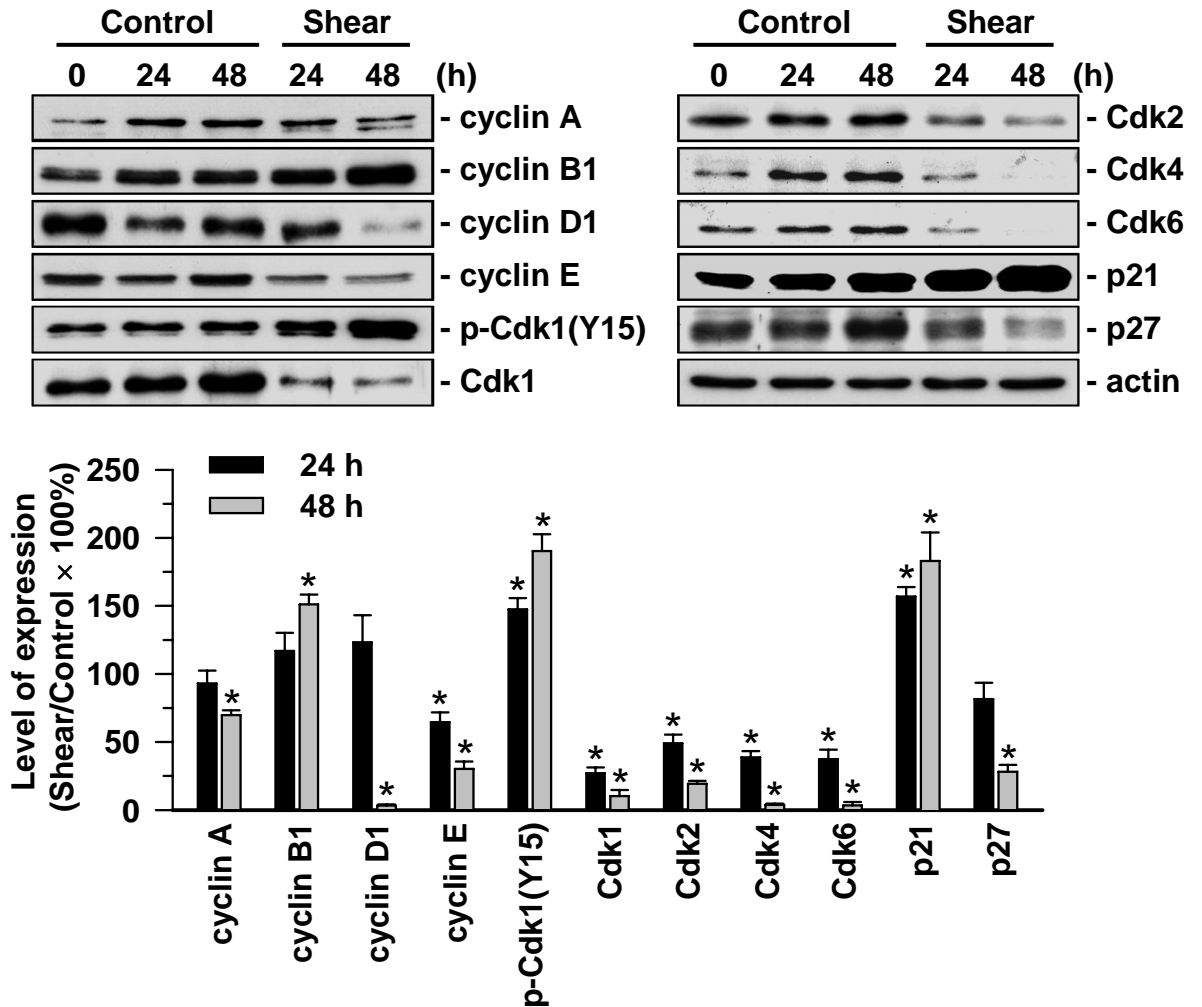 Control Shear
0 24 48 24 48 (h)
- cyclin A
- cyclin B1
- cyclin D1
- cyclin E
- p-Cdk1(Y15)
- Cdk1
Control Shear
0 24 48 24 48 (h)
- Cdk2
- Cdk4
- Cdk6
- p21
- p27
- actin
Level of expression
(Shear/Control × 100%)
250
200
150
100
50
0
24 h
48 h
* * * * * * * * * * * * * * * * * *
cyclin A
cyclin B1
cyclin D1
cyclin E
p-Cdk1(Y15)
Cdk1
Cdk2
Cdk4
Cdk6
p21
p27